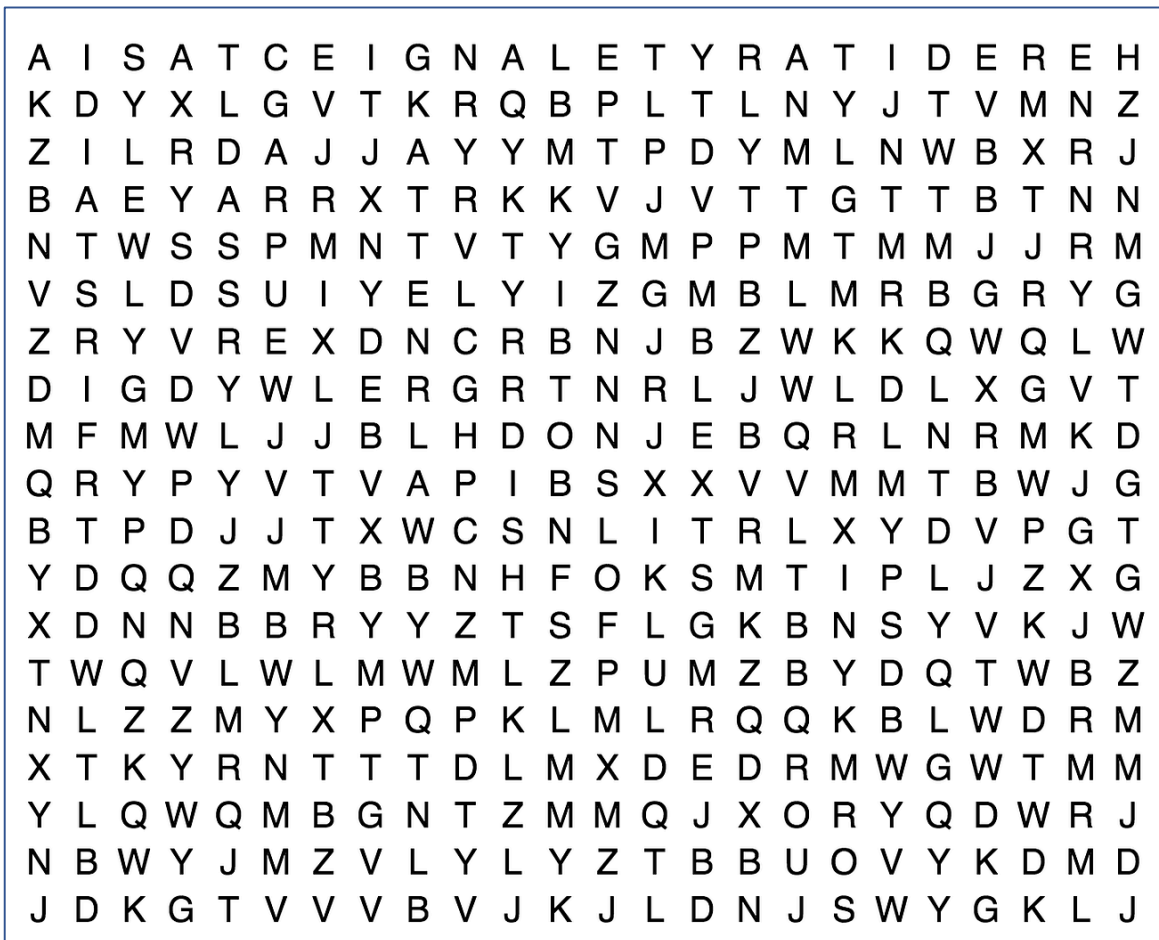 A I S A T C E I G N A L E T Y R A T I D E R E H
K D Y X L G V T K R Q B P L T L N Y J T V M N Z
Z I L R D A J J A Y Y M T P D Y M L N W B X R J
B A E Y A R R X T R K K V J V T T G T T B T N N
N T W S S P M N T V T Y G M P P M T M M J J R M
V S L D S U I Y E L Y I Z G M B L M R B G R Y G
Z R Y V R E X D N C R B N J B Z W K K Q W Q L W
D I G D Y W L E R G R T N R L J W L D L X G V T
M F M W L J J B L H D O N J E B Q R L N R M K D
Q R Y P Y V T V A P I B S X X V V M M T B W J G
B T P D J J T X W C S N L I T R L X Y D V P G T
Y D Q Q Z M Y B B N H F O K S M T I P L J Z X G
X D N N B B R Y Y Z T S F L G K B N S Y V K J W
T W Q V L W L M W M L Z P U M Z B Y D Q T W B Z
N L Z Z M Y X P Q P K L M L R Q Q K B L W D R M
X T K Y R N T T T D L M X D E D R M W G W T M M
Y L Q W Q M B G N T Z M M Q J X O R Y Q D W R J
N B W Y J M Z V L Y L Y Z T B B U O V Y K D M D
J D K G T V V V B V J K J L D N J S W Y G K L J